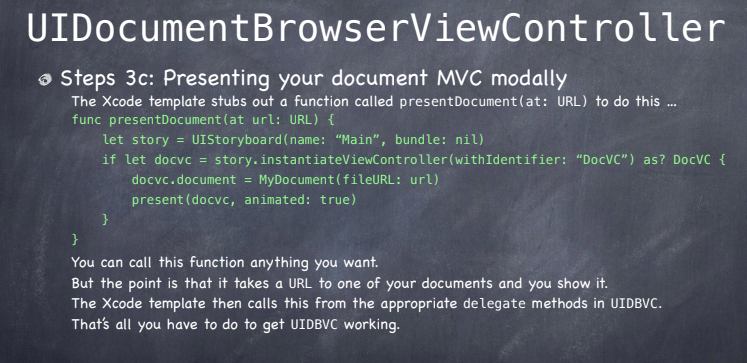 UIDocumentBrowserViewController
Steps 3c: Presenting your document MVC modally
The Xcode template stubs out a function called presentDocument(at: URL) to do this …
func presentDocument(at url: URL) {
let story = UIStoryboard(name: “Main”, bundle: nil)
if let docvc = story.instantiateViewController(withIdentifier: “DocVC”) as? DocVC {
docvc.document = MyDocument(fileURL: url)
present(docvc, animated: true)
}
}
You can call this function anything you want.
But the point is that it takes a URL to one of your documents and you show it.
The Xcode template then calls this from the appropriate delegate methods in UIDBVC.
That’s all you have to do to get UIDBVC working.